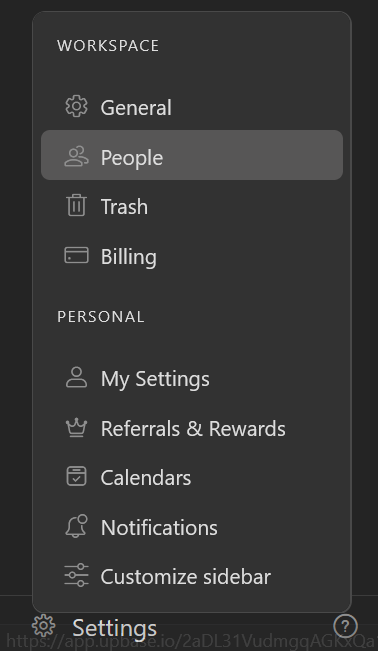 WORKSPACE
General
People
Trash
Billing
PERSONAL
My Settings
Referrals & Rewards
Calendars
Notifications
Customize sidebar
Settings
?